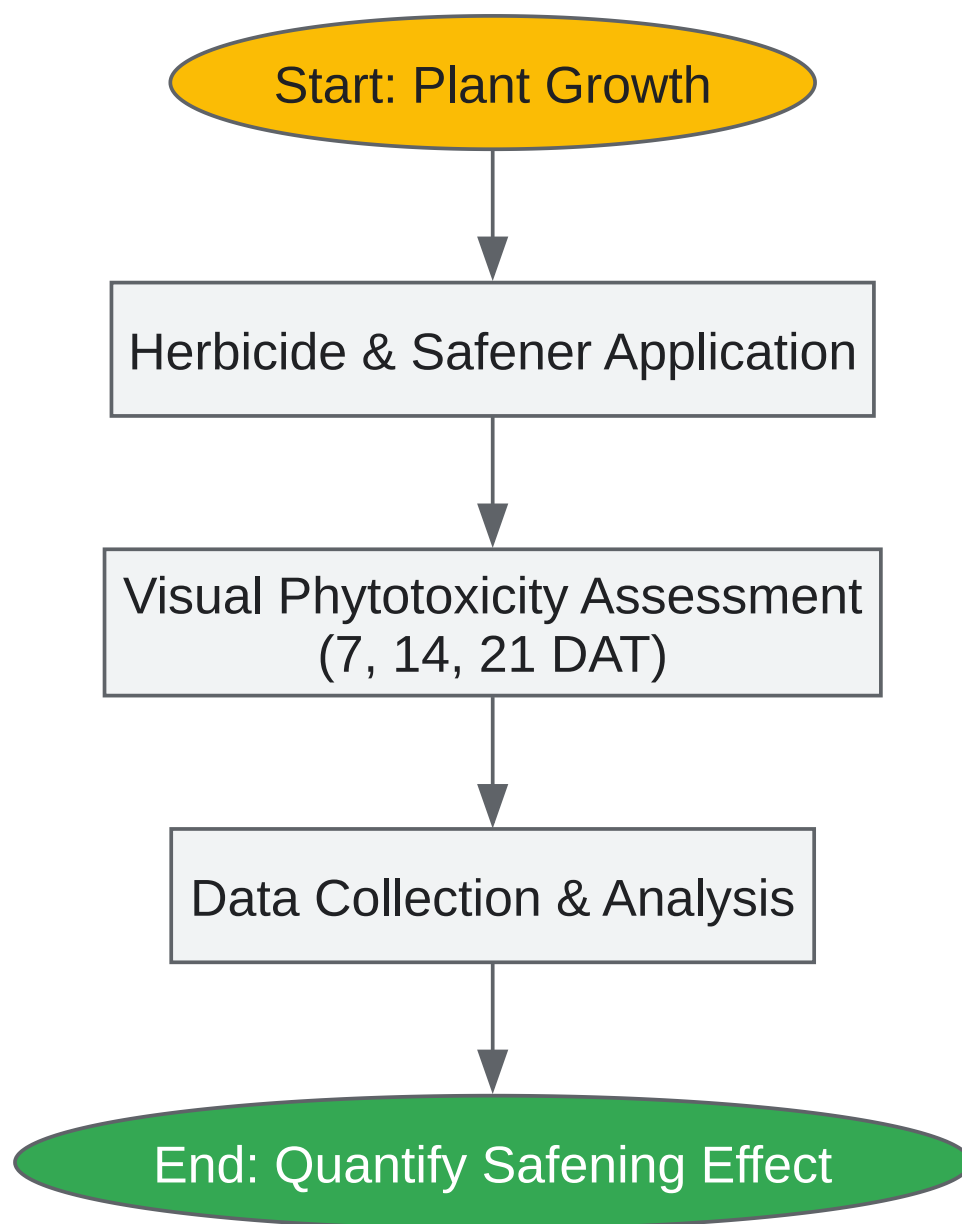 Start: Plant Growth
Herbicide & Safener Application
Visual Phytotoxicity Assessment
(7, 14, 21 DAT)
Data Collection & Analysis
End: Quantify Safening Effect